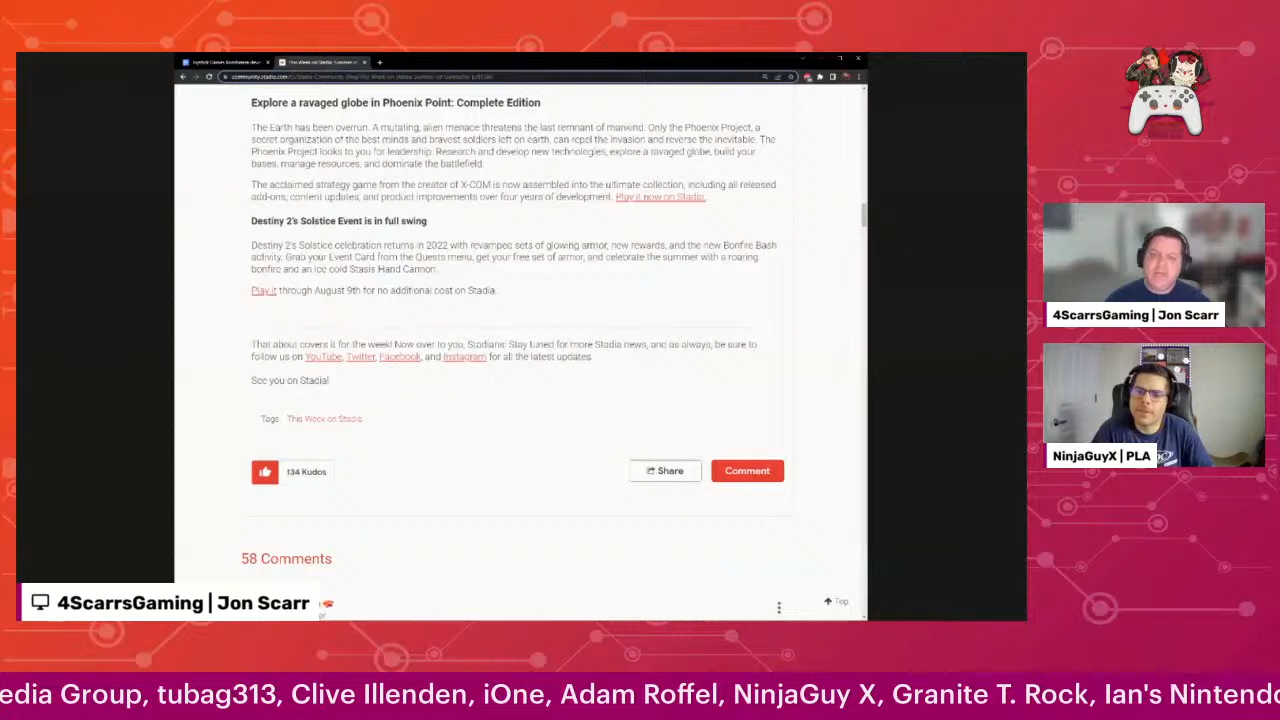 This Week on Stadia: Summer o
Explore a ravaged globe in Phoenix Point: Complete Edition
The Earth has been overrun. A mutating, alien menace threatens the last remnant of mankind. Only the Phoenix Project, a
secret organization of the best minds and bravest soldiers left on earth, can repel the invasion and reverse the inevitable. The
Phoenix Project looks to you for leadership. Research and develop new technologies, explore a ravaged globe, build your
bases, manage resources, and dominate the battlefield.
The acclaimed strategy game from the creator of X-COM is now assembled into the ultimate collection, including all released
add-ons, content updates, and product improvements over four years of development. Play it now on Stadia.
Destiny 2's Solstice Event is in full swing
Destiny 2's Solstice celebration returns in 2022 with revamped sets of glowing armor, new rewards, and the new Bonfire Bash
activity. Grab your Event Card from the Quests menu, get your free set of armor, and celebrate the summer with a roaring
bonfire and an ice cold Stasis Hand Cannon.
Play it through August 9th for no additional cost on Stadia.
That about covers it for the week! Now over to you, Stadians: Stay tuned for more Stadia news, and as always, be sure to
follow us on YouTube, Twitter, Facebook, and Instagram for all the latest updates.
See you on Stadia!
Tags: This Week on Stadia
134 Kudos
Share
Comment
58 Comments
Top
4ScarrsGaming | Jon Scarr
NinjaGuyX | PLA
4ScarrsGaming | Jon Scarr
edia Group, tubag313, Clive Illenden, iOne, Adam Roffel, NinjaGuy X, Granite T. Rock, Ian's Nintendo